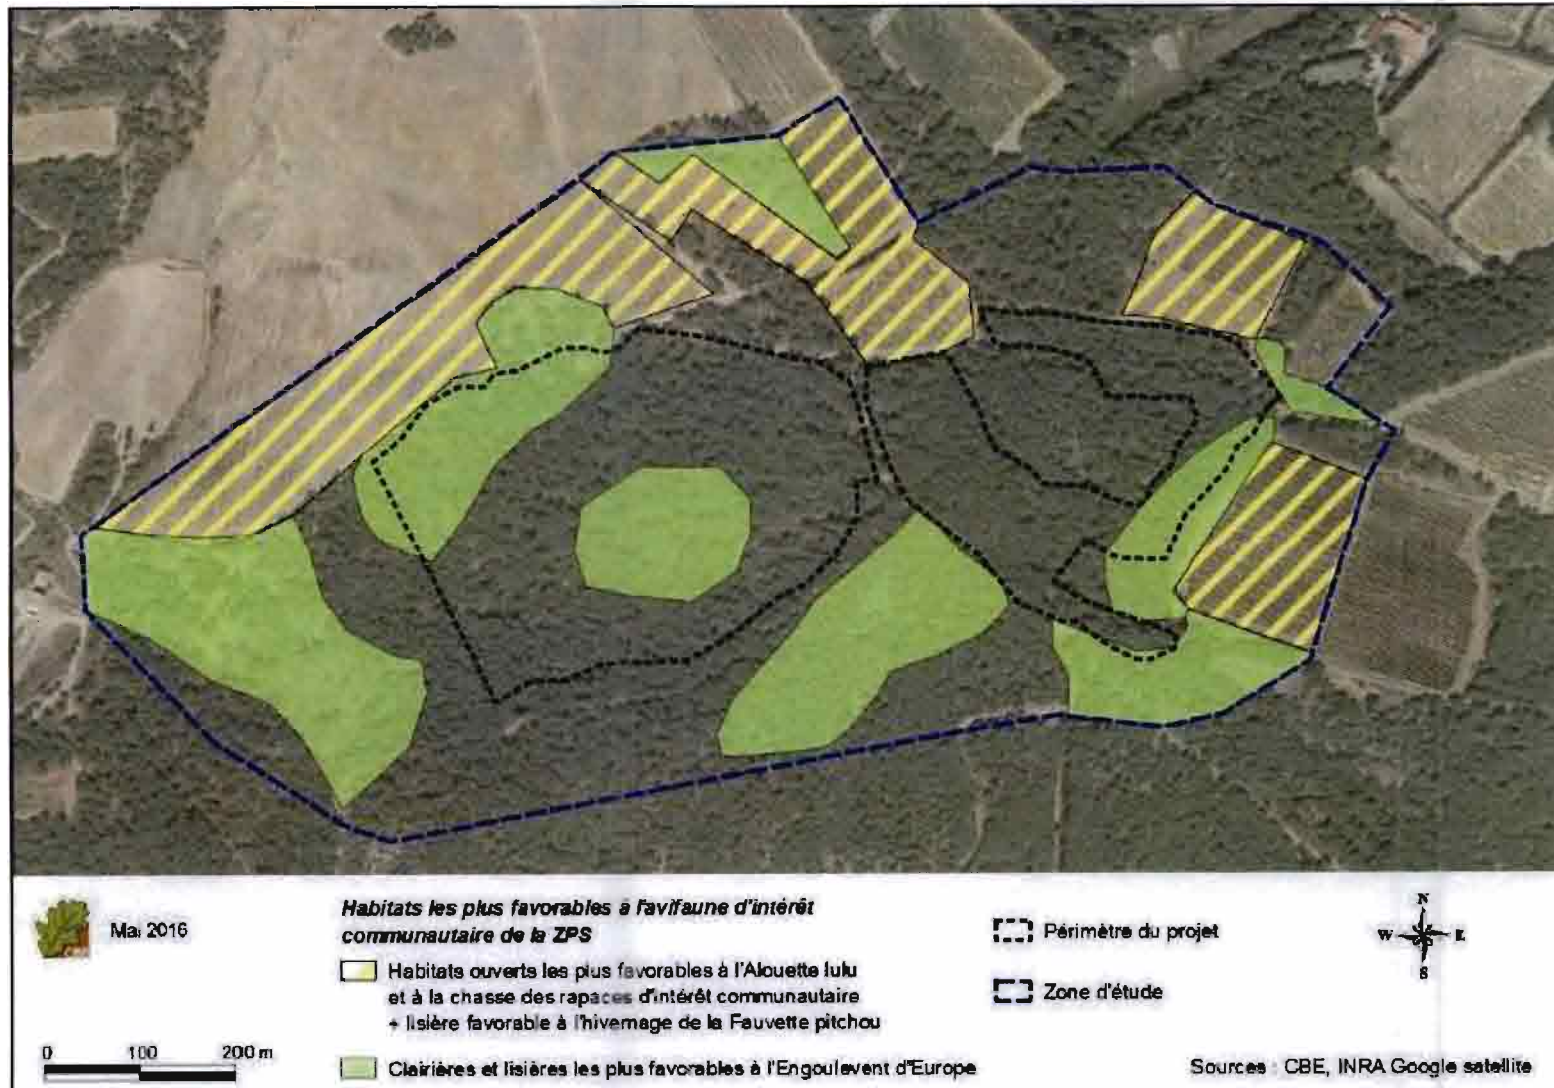 Mai 2016
Habitats les plus favorables à l'avifaune d'intérêt
communautaire de la ZPS
Habitats ouverts les plus favorables à l'Alouette lulu
et à la chasse des rapaces d'intérêt communautaire
+ lisière favorable à l'hivernage de la Fauvette pitchou
Clairières et lisières les plus favorables à l'Engoulevent d'Europe
Périmètre du projet
Zone d'étude
N
W E
S
0 100 200 m
Sources : CBE, INRA Google satellite